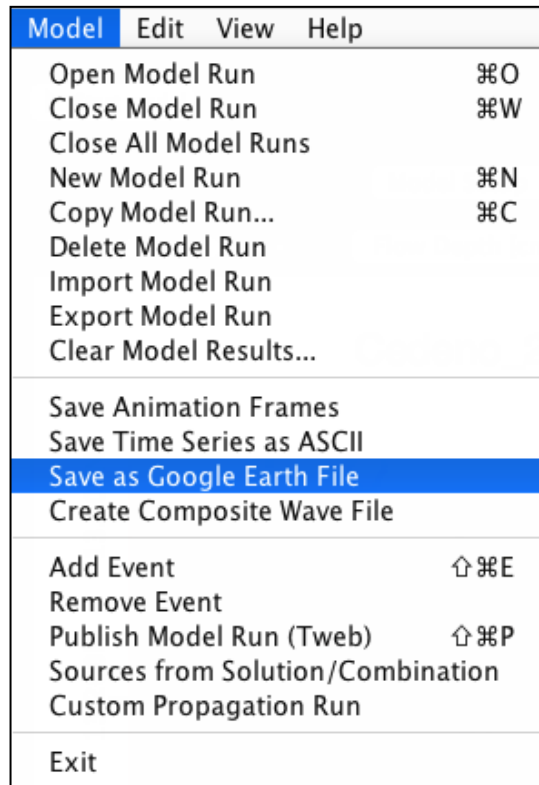 Model Edit View Help
Open Model Run ⌘O
Close Model Run ⌘W
Close All Model Runs
New Model Run ⌘N
Copy Model Run... ⌘C
Delete Model Run
Import Model Run
Export Model Run
Clear Model Results...
Save Animation Frames
Save Time Series as ASCII
Save as Google Earth File
Create Composite Wave File
Add Event ⇧⌘E
Remove Event
Publish Model Run (Tweb) ⇧⌘P
Sources from Solution/Combination
Custom Propagation Run
Exit